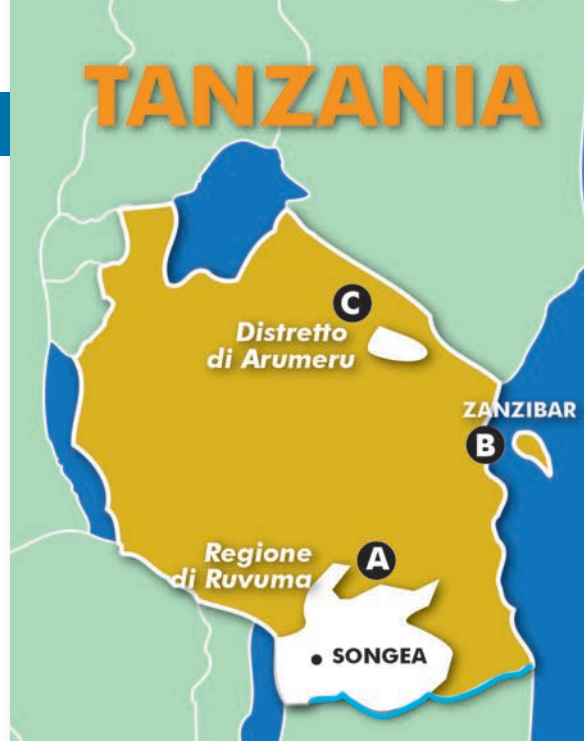 TANZANIA
C
Distretto
di Arumeru
ZANZIBAR
B
Regione
di Ruvuma
A
SONGEA